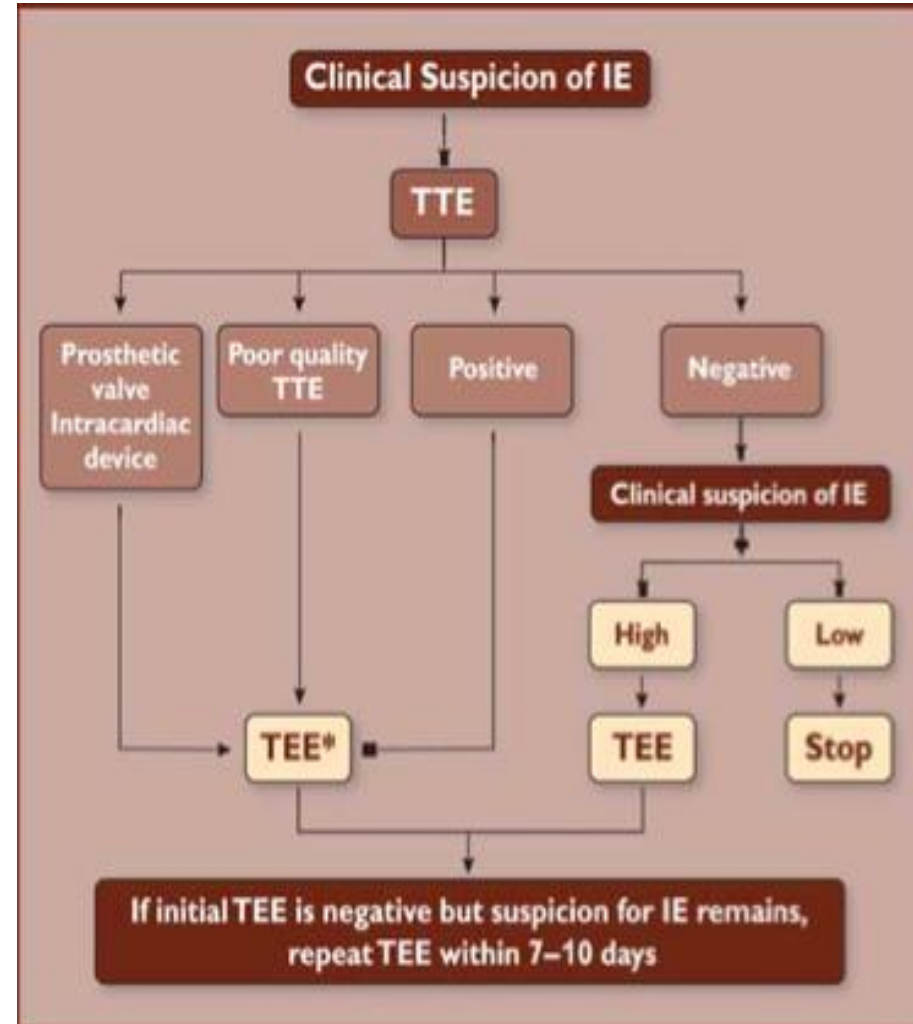 Clinical Suspicion of IE
TTE
Prosthetic
valve
Intracardiac
device
Poor quality
TTE
Positive
Negative
Clinical suspicion of IE
High
Low
TEE*
TEE
Stop
If initial TEE is negative but suspicion for IE remains,
repeat TEE within 7–10 days